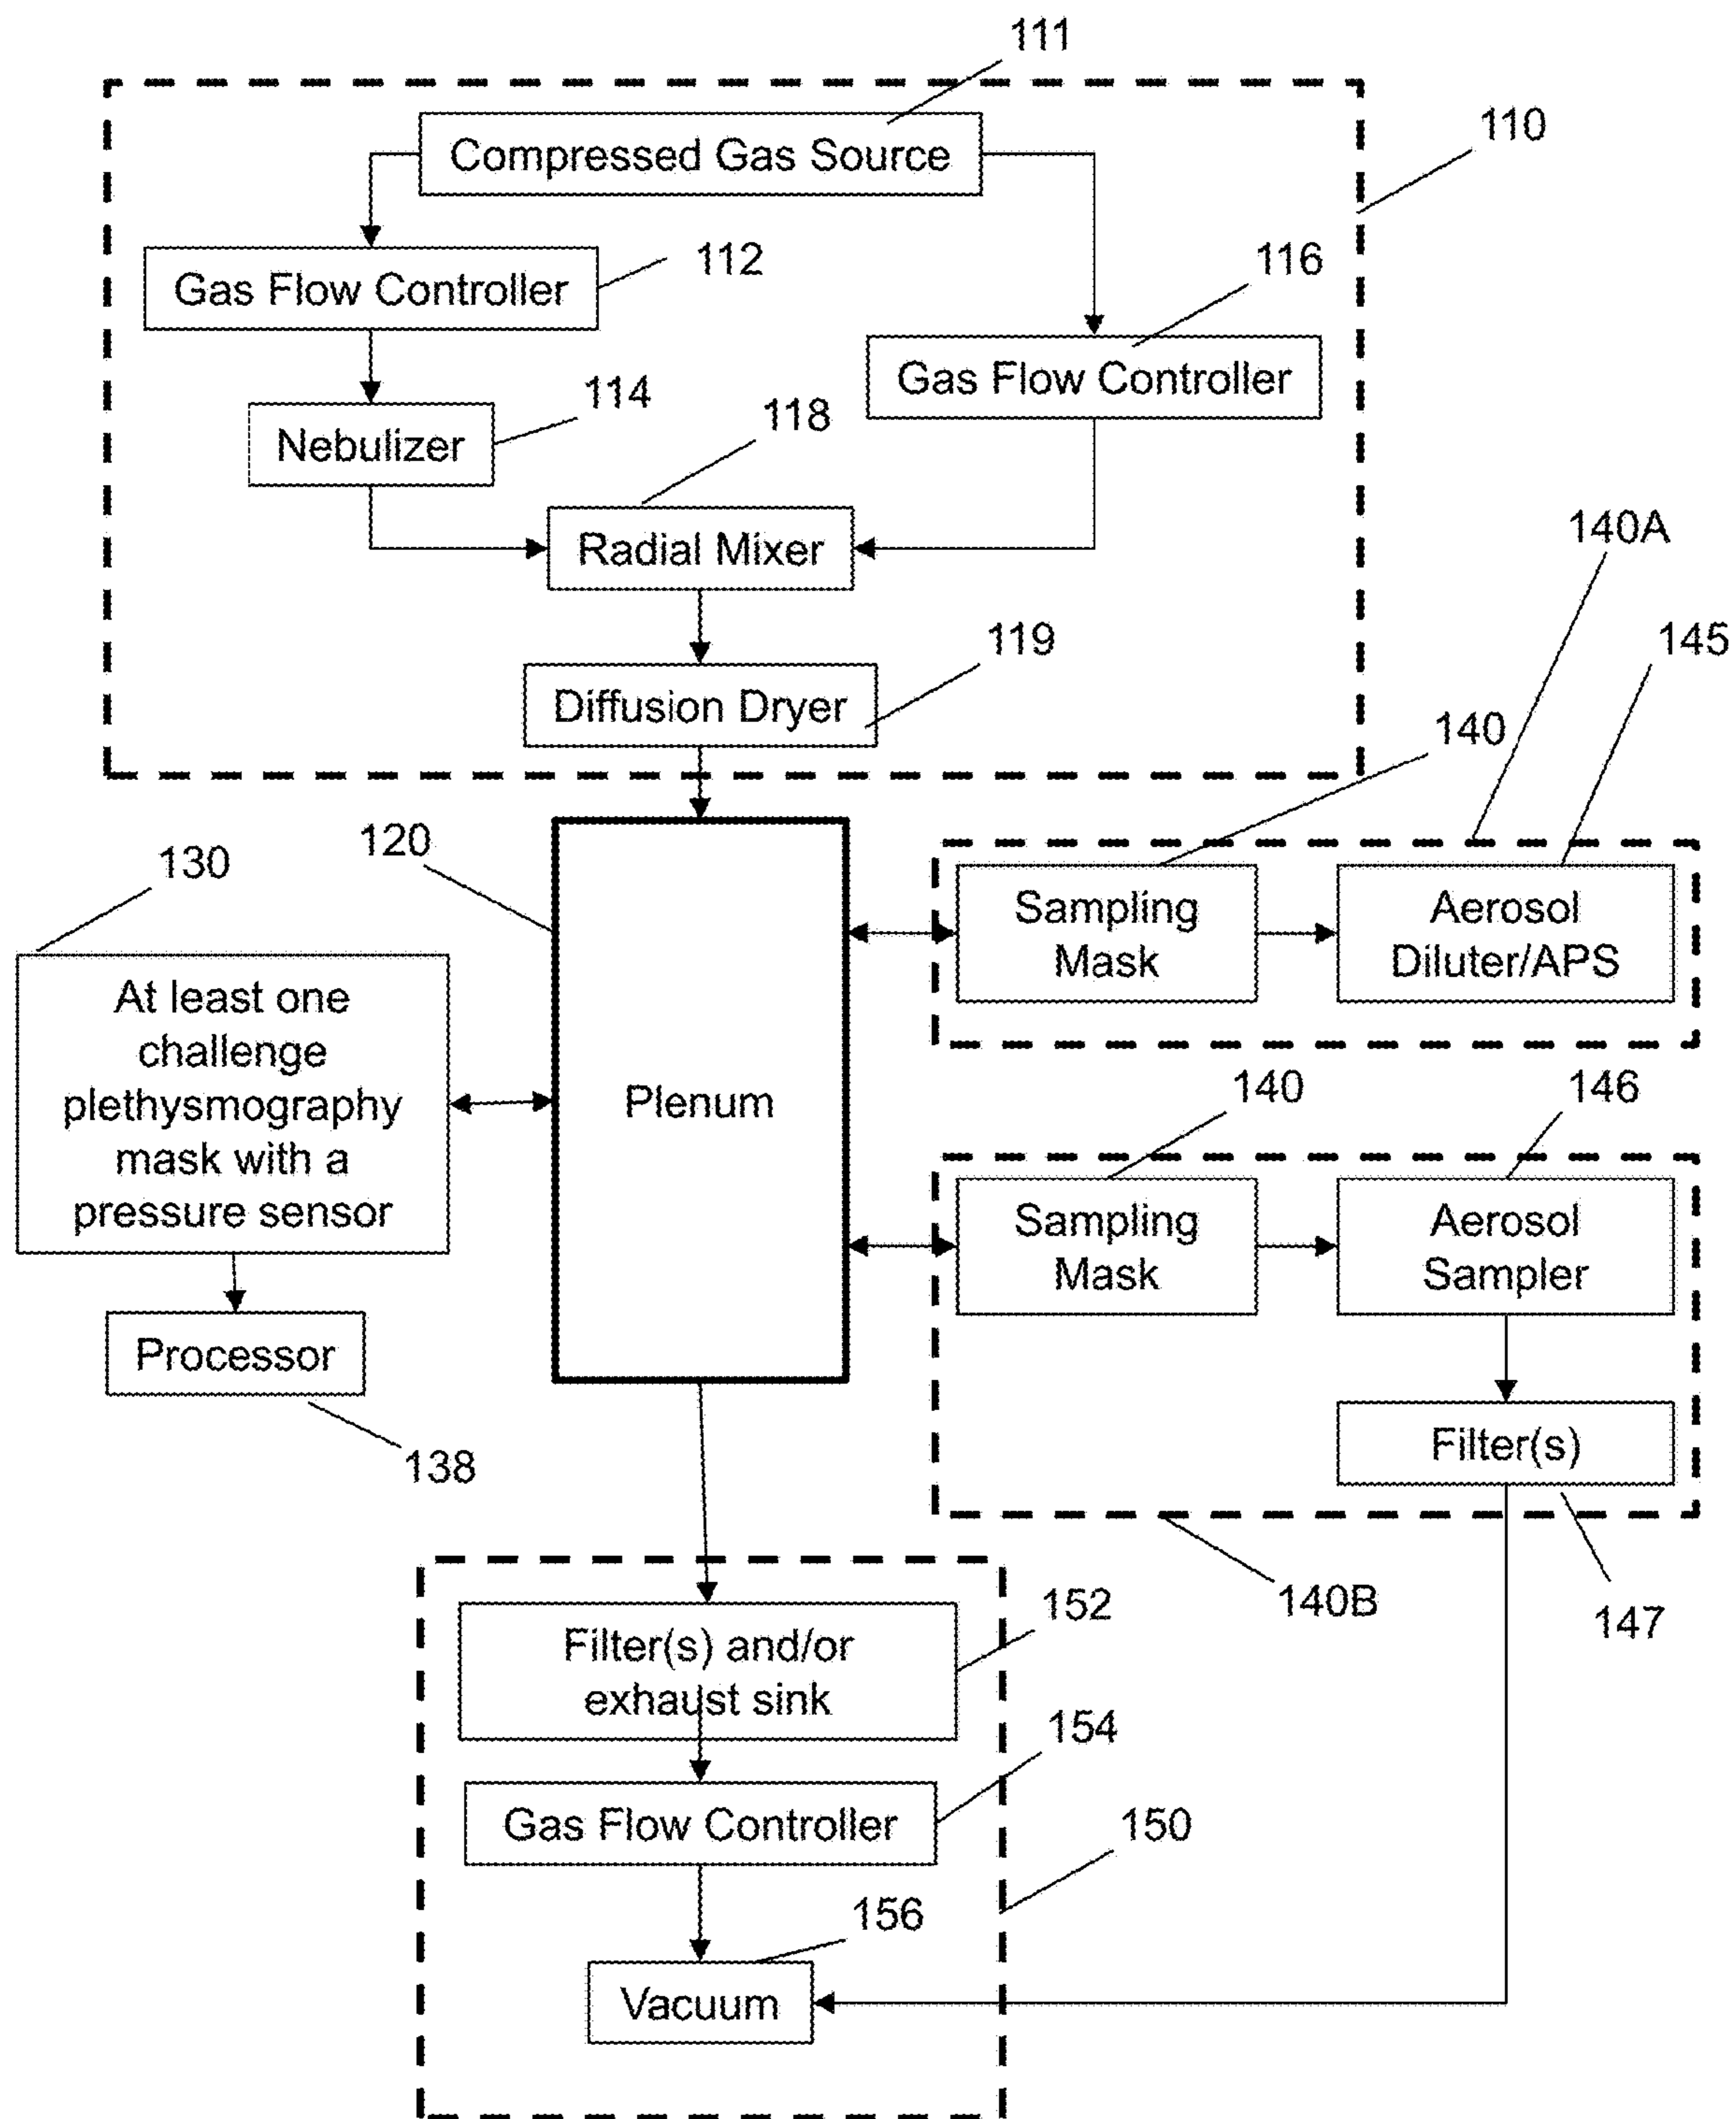 111
Compressed Gas Source
110
Gas Flow Controller
112
116
Gas Flow Controller
114
Nebulizer
118
Radial Mixer
140A
119
145
Diffusion Dryer
140
120
130
Sampling
Mask
Aerosol
Diluter/APS
At least one
challenge
plethysmography
mask with a
pressure sensor
Plenum
140
146
Sampling
Mask
Aerosol
Sampler
Processor
138
Filter(s)
140B
147
152
Filter(s) and/or
exhaust sink
154
Gas Flow Controller
150
156
Vacuum